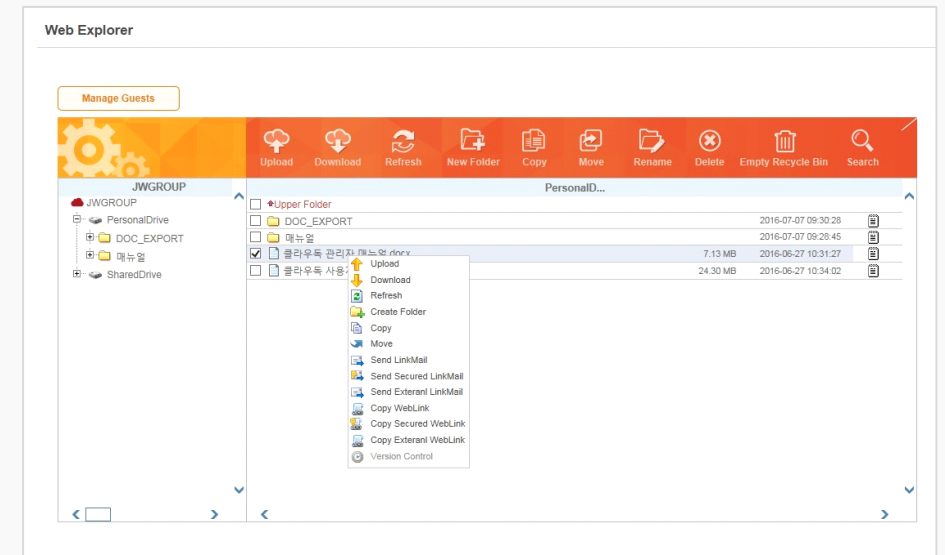 Web Explorer
Manage Guests
Upload Download Refresh New Folder Copy Move Rename Delete Empty Recycle Bin Search
JWGROUP
PersonalD...
JWGROUP
PersonalDrive
DOC_EXPORT
매뉴얼
SharedDrive
Upper Folder
DOC_EXPORT 2016-07-07 09:30:28
매뉴얼 2016-07-07 09:28:45
클라우독 관리자 매뉴얼.docx 7.13 MB 2016-06-27 10:31:27
클라우독 24.30 MB 2016-06-27 10:34:02
Upload
Download
Refresh
Create Folder
Copy
Move
Send LinkMail
Send Secured LinkMail
Send Exteranl LinkMail
Copy WebLink
Copy Secured WebLink
Copy Exteranl WebLink
Version Control